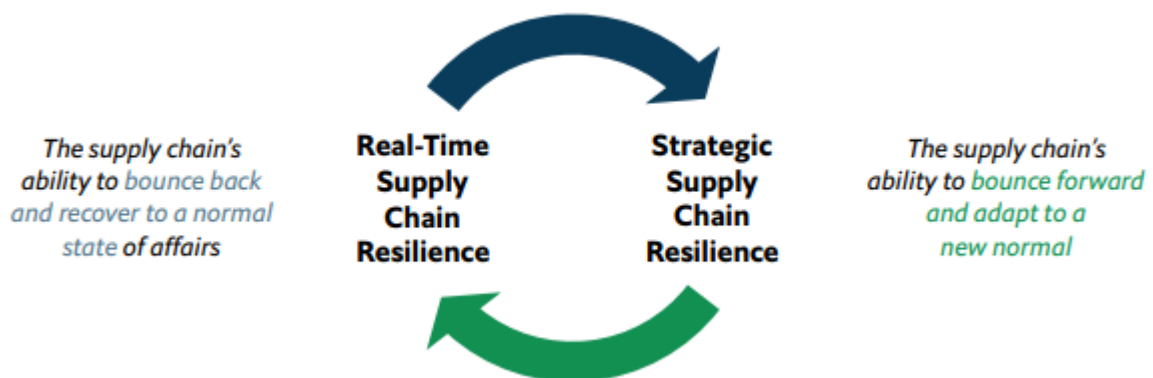 The supply chain's
ability to bounce back
and recover to a normal
state of affairs
Real-Time
Supply
Chain
Resilience
Strategic
Supply
Chain
Resilience
The supply chain's
ability to bounce forward
and adapt to a
new normal